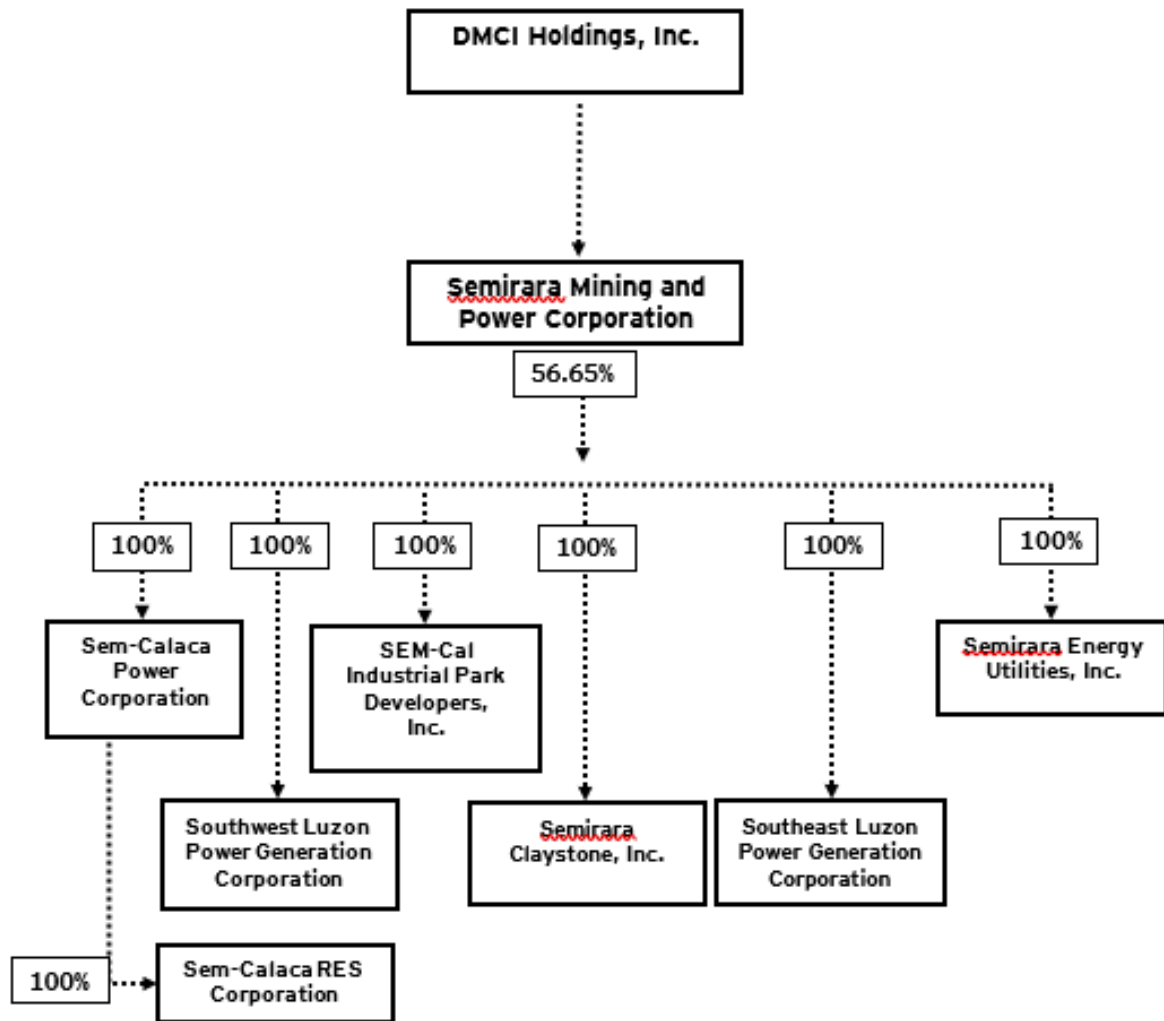 DMCI Holdings, Inc.
Semirara Mining and
Power Corporation
56.65%
100%
100%
100%
100%
100%
100%
Sem-Calaca
Power
Corporation
SEM-Cal
Industrial Park
Developers,
Inc.
Semirara Energy
Utilities, Inc.
Southwest Luzon
Power Generation
Corporation
Semirara
Claystone, Inc.
Southeast Luzon
Power Generation
Corporation
100%
Sem-Calaca RES
Corporation